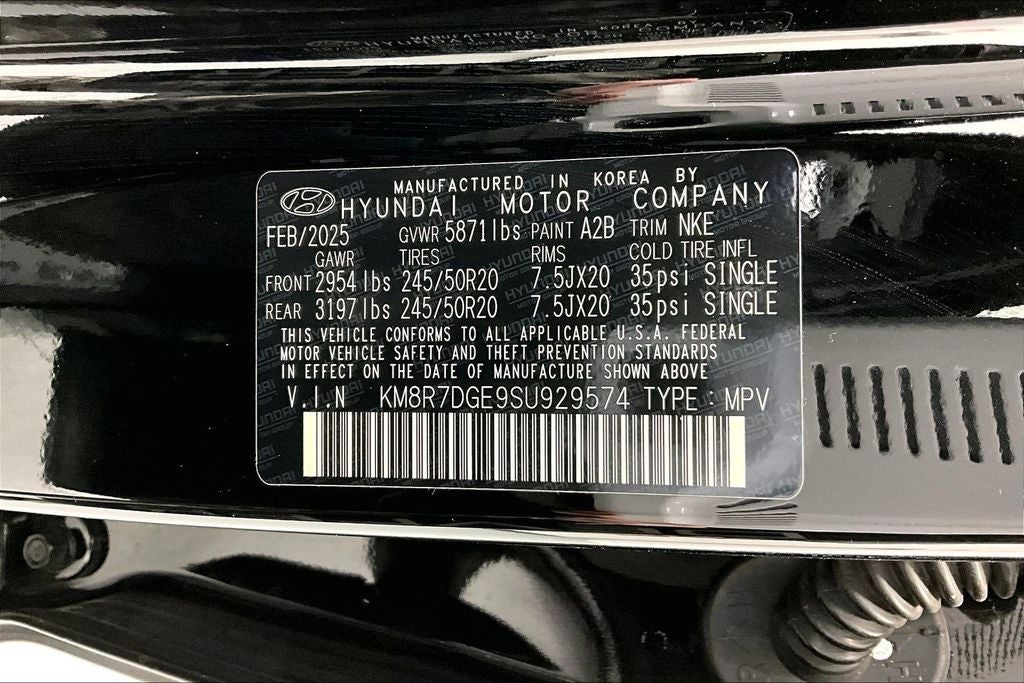 MANUFACTURED IN KOREA BY
HYUNDAI MOTOR COMPANY
FEB/2025 GVWR 5871lbs PAINT A2B TRIM NKE
GAWR TIRES RIMS COLD TIRE INFL
FRONT 2954lbs 245/50R20 7.5JX20 35psi SINGLE
REAR 3197lbs 245/50R20 7.5JX20 35psi SINGLE
THIS VEHICLE CONFORMS TO ALL APPLICABLE U.S.A. FEDERAL
MOTOR VEHICLE SAFETY AND THEFT PREVENTION STANDARDS
IN EFFECT ON THE DATE OF MANUFACTURE SHOWN ABOVE
V.I.N KM8R7DGE9SU929574 TYPE : MPV